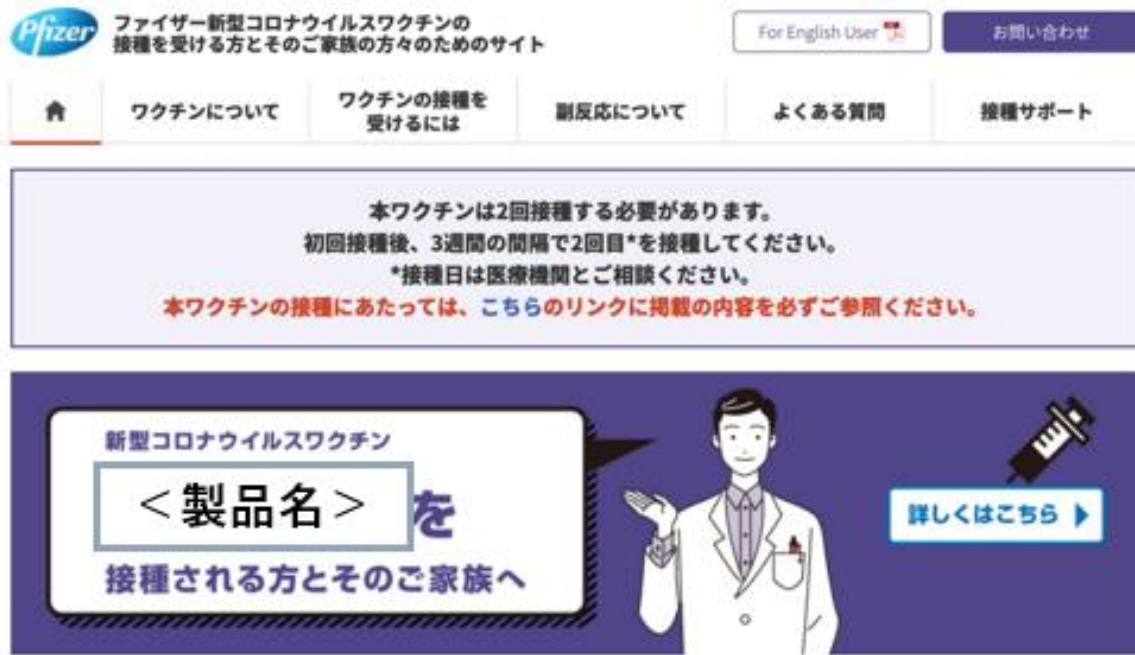 Pfizer
ファイザー新型コロナウイルスワクチンの
接種を受ける方とそのご家族の方々のためのサイト
For English User
お問い合わせ
ワクチンについて
ワクチンの接種を
受けるには
副反応について
よくある質問
接種サポート
本ワクチンは2回接種する必要があります。
初回接種後、3週間の間隔で2回目*を接種してください。
*接種日は医療機関とご相談ください。
本ワクチンの接種にあたっては、こちらのリンクに掲載の内容を必ずご参照ください。
新型コロナウイルスワクチン
＜製品名＞を
接種される方とそのご家族へ
詳しくはこちら